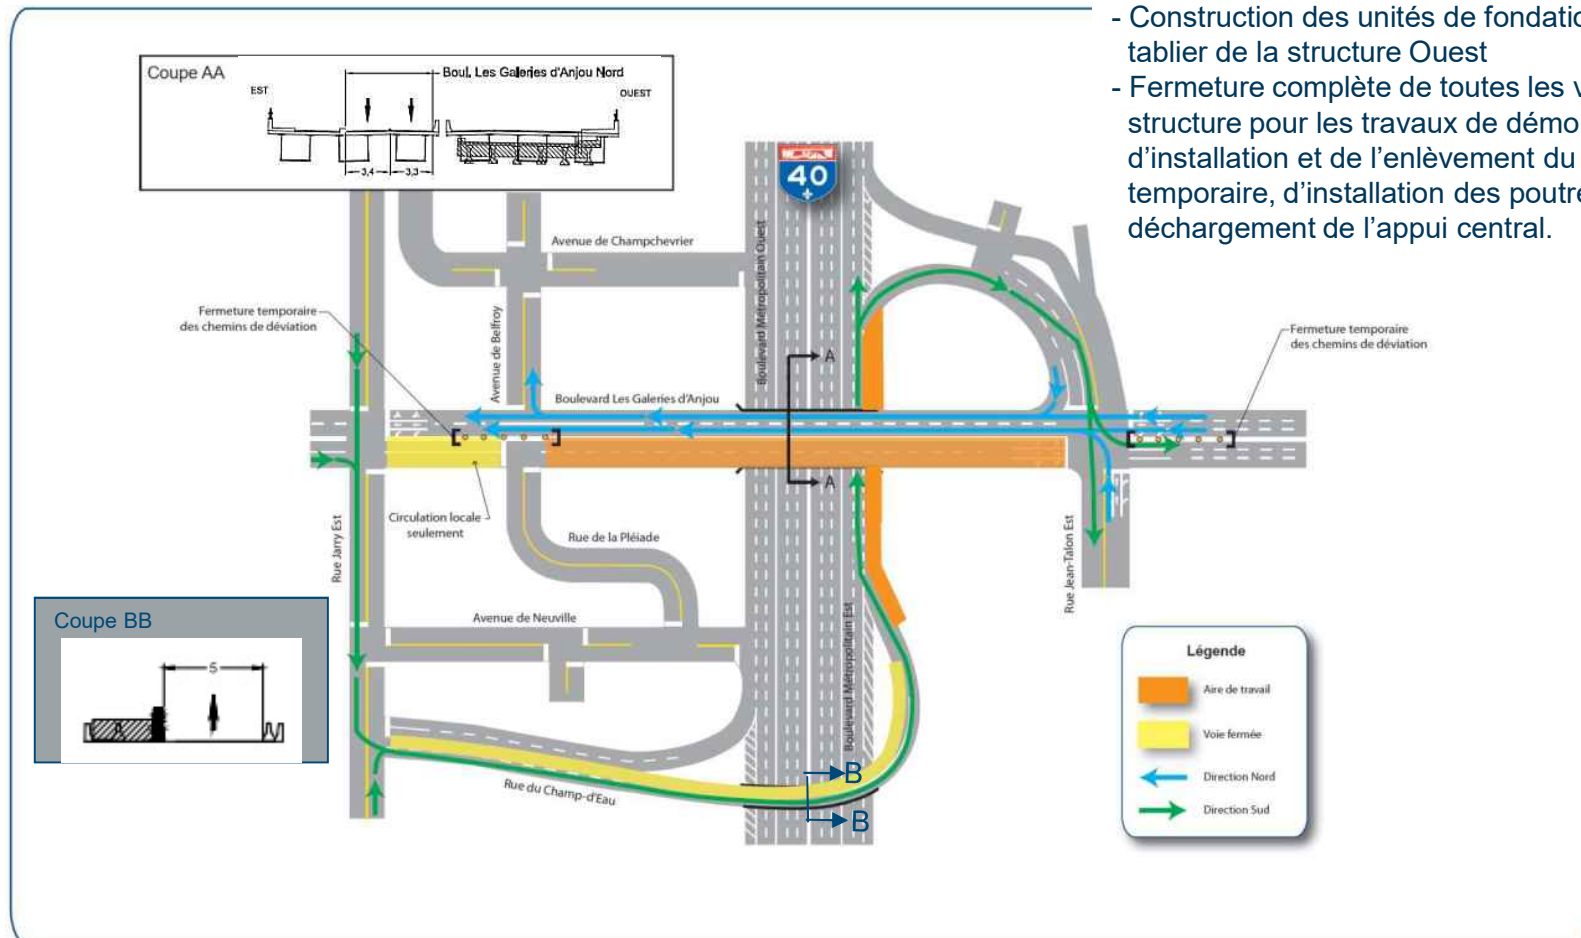 - Construction des unités de fondatio
tablier de la structure Ouest
- Fermeture complète de toutes les v
structure pour les travaux de démo
d'installation et de l'enlèvement du
temporaire, d'installation des poutre
déchargement de l'appui central.
Coupe AA
Boul. Les Galeries d'Anjou Nord
EST
OUEST
3,4
3,3
40
Avenue de Champchevrier
Boulevard Métropolitain Ouest
Fermeture temporaire
des chemins de déviation
Avenue de Belfroy
Fermeture temporaire
des chemins de déviation
A
Boulevard Les Galeries d'Anjou
A
Circulation locale
seulement
Rue de la Pléiade
Rue Jarry Est
Rue Jean-Talon Est
Coupe BB
5
Avenue de Neuville
Boulevard Métropolitain Est
Légende
Aire de travail
Voie fermée
Direction Nord
Direction Sud
B
Rue du Champ-d'Eau
B